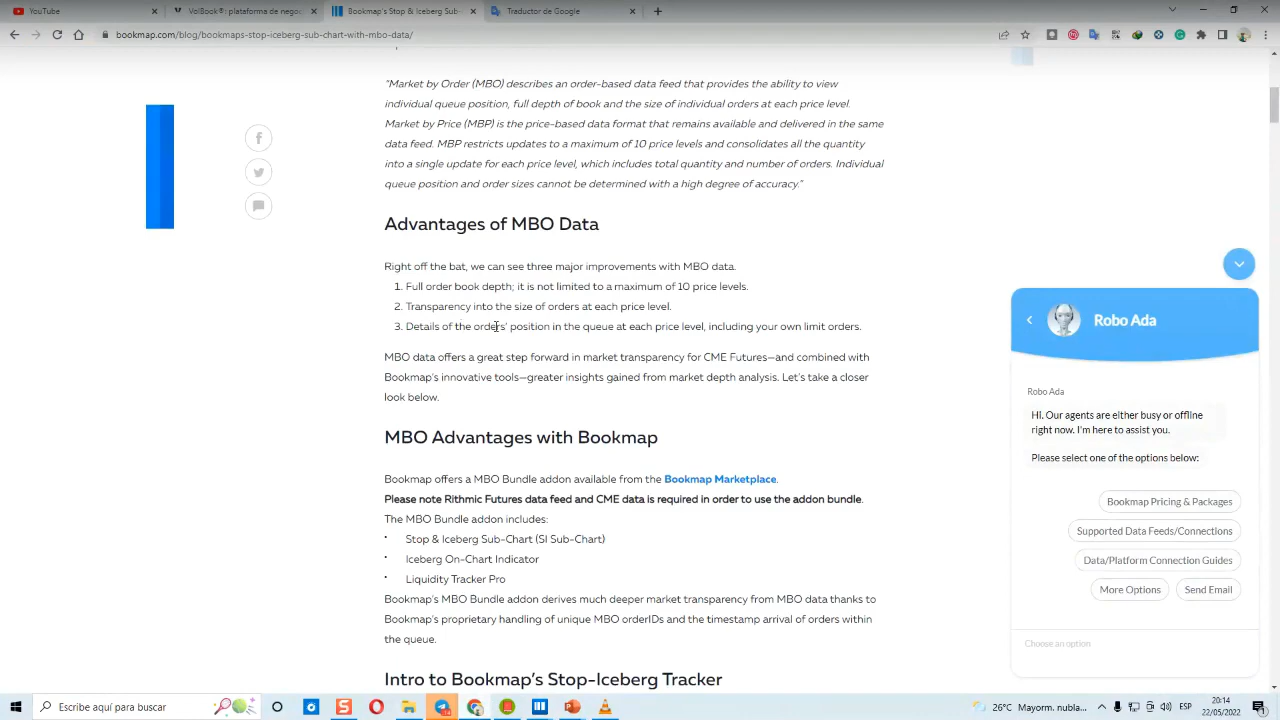 YouTube
VolBook®: plataforma de negoc
Bookmap's Stop & Iceberg Sub-
Traductor de Google
bookmap.com/blog/bookmaps-stop-iceberg-sub-chart-with-mbo-data/
"Market by Order (MBO) describes an order-based data feed that provides the ability to view
individual queue position, full depth of book and the size of individual orders at each price level.
Market by Price (MBP) is the price-based data format that remains available and delivered in the same
data feed. MBP restricts updates to a maximum of 10 price levels and consolidates all the quantity
into a single update for each price level, which includes total quantity and number of orders. Individual
queue position and order sizes cannot be determined with a high degree of accuracy."
Advantages of MBO Data
Right off the bat, we can see three major improvements with MBO data.
1. Full order book depth; it is not limited to a maximum of 10 price levels.
2. Transparency into the size of orders at each price level.
3. Details of the orders' position in the queue at each price level, including your own limit orders.
MBO data offers a great step forward in market transparency for CME Futures—and combined with
Bookmap's innovative tools—greater insights gained from market depth analysis. Let's take a closer
look below.
MBO Advantages with Bookmap
Bookmap offers a MBO Bundle addon available from the Bookmap Marketplace.
Please note Rithmic Futures data feed and CME data is required in order to use the addon bundle.
The MBO Bundle addon includes:
• Stop & Iceberg Sub-Chart (SI Sub-Chart)
• Iceberg On-Chart Indicator
• Liquidity Tracker Pro
Bookmap's MBO Bundle addon derives much deeper market transparency from MBO data thanks to
Bookmap's proprietary handling of unique MBO orderIDs and the timestamp arrival of orders within
the queue.
Intro to Bookmap's Stop-Iceberg Tracker
Robo Ada
Robo Ada
Hi. Our agents are either busy or offline
right now. I'm here to assist you.
Please select one of the options below:
Bookmap Pricing & Packages
Supported Data Feeds/Connections
Data/Platform Connection Guides
More Options
Send Email
Choose an option
Escribe aquí para buscar
26°C Mayorm. nubla...
ESP
20:14
22/05/2022